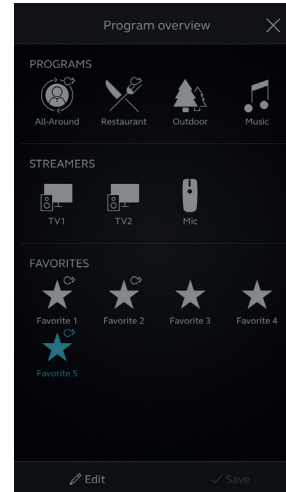 Program overview
PROGRAMS
All-Around Restaurant Outdoor Music
STREAMERS
TV1 TV2 Mic
FAVORITES
Favorite 1 Favorite 2 Favorite 3 Favorite 4
Favorite 5
Edit Save